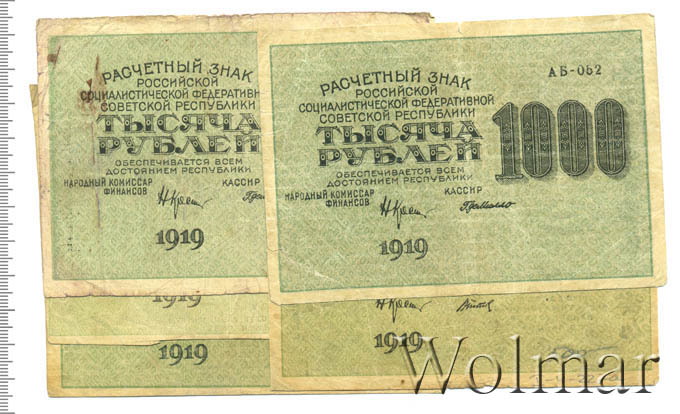 РАСЧЕТНЫЙ ЗНАК
РОССИЙСКОЙ
СОЦИАЛИСТИЧЕСКОЙ ФЕДЕРАТИВ
СОВЕТСКОЙ РЕСПУБЛИКИ
ТЫСЯЧА
РУБЛЕЙ
ОБЕСПЕЧИВАЕТСЯ ВСЕМ
ДОСТОЯНИЕМ РЕСПУБЛИКИ
НАРОДНЫЙ КОМИССАР
ФИНАНСОВ
КАССИР
1919
1919
1919
АБ-052
РАСЧЕТНЫЙ ЗНАК
РОССИЙСКОЙ
СОЦИАЛИСТИЧЕСКОЙ ФЕДЕРАТИВНОЙ
СОВЕТСКОЙ РЕСПУБЛИКИ
ТЫСЯЧА
РУБЛЕЙ
1000
ОБЕСПЕЧИВАЕТСЯ ВСЕМ
ДОСТОЯНИЕМ РЕСПУБЛИКИ
НАРОДНЫЙ КОМИССАР
ФИНАНСОВ
КАССИР
1919
1919
Wolmar